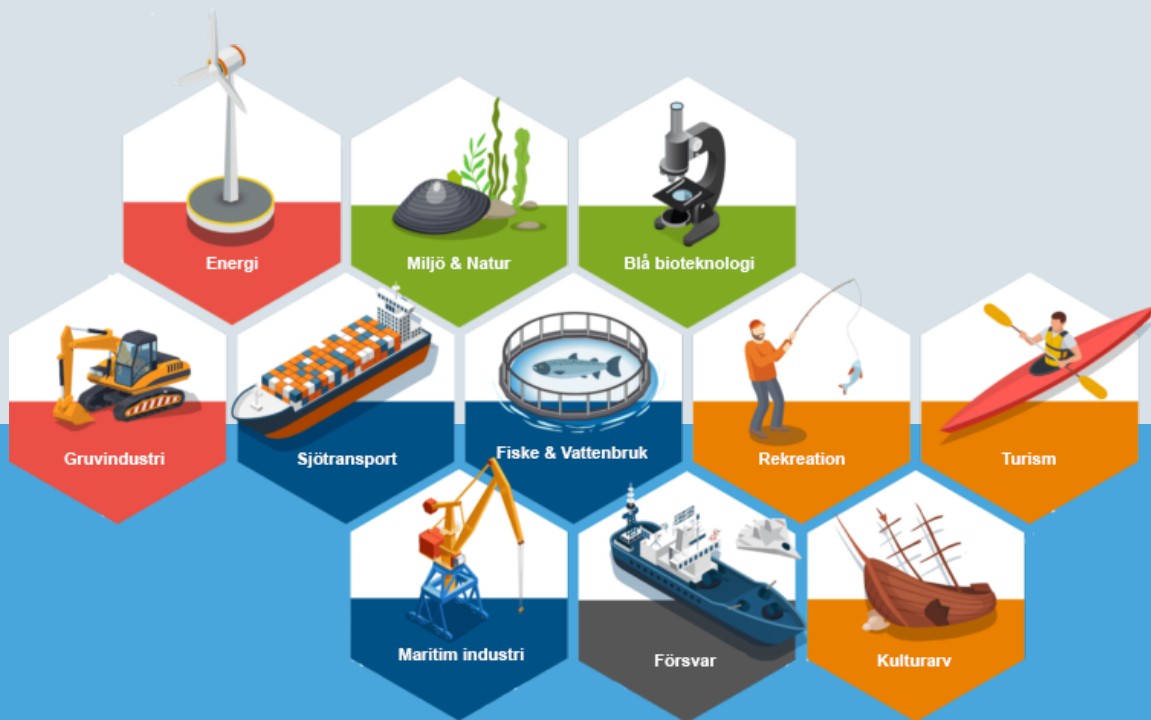 Energi
Miljö & Natur
Blå bioteknologi
Gruvindustri
Sjötransport
Fiske & Vattenbruk
Rekreation
Turism
Maritim industri
Försvar
Kulturarv